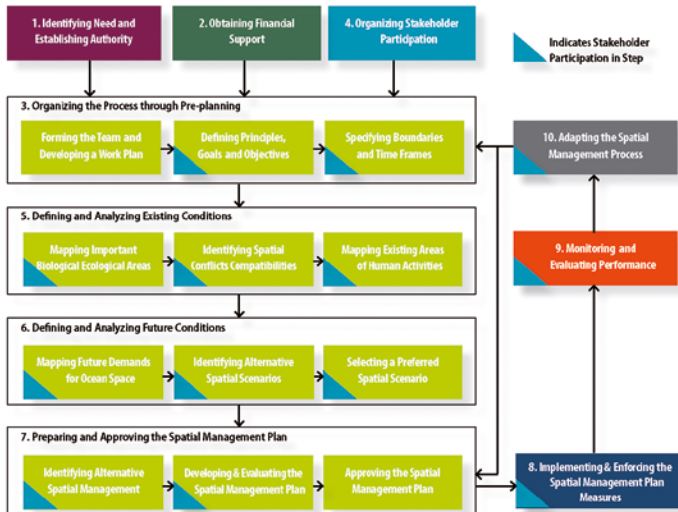 1. Identifying Need and
Establishing Authority
2. Obtaining Financial
Support
4. Organizing Stakeholder
Participation
Indicates Stakeholder
Participation in Step
3. Organizing the Process through Pre-planning
Forming the Team and
Developing a Work Plan
Defining Principles,
Goals and Objectives
Specifying Boundaries
and Time Frames
10. Adapting the Spatial
Management Process
5. Defining and Analyzing Existing Conditions
Mapping Important
Biological Ecological Areas
Identifying Spatial
Conflicts Compatibilities
Mapping Existing Areas
of Human Activities
9. Monitoring and
Evaluating Performance
6. Defining and Analyzing Future Conditions
Mapping Future Demands
for Ocean Space
Identifying Alternative
Spatial Scenarios
Selecting a Preferred
Spatial Scenario
7. Preparing and Approving the Spatial Management Plan
Identifying Alternative
Spatial Management
Developing & Evaluating the
Spatial Management Plan
Approving the Spatial
Management Plan
8. Implementing & Enforcing the
Spatial Management Plan
Measures